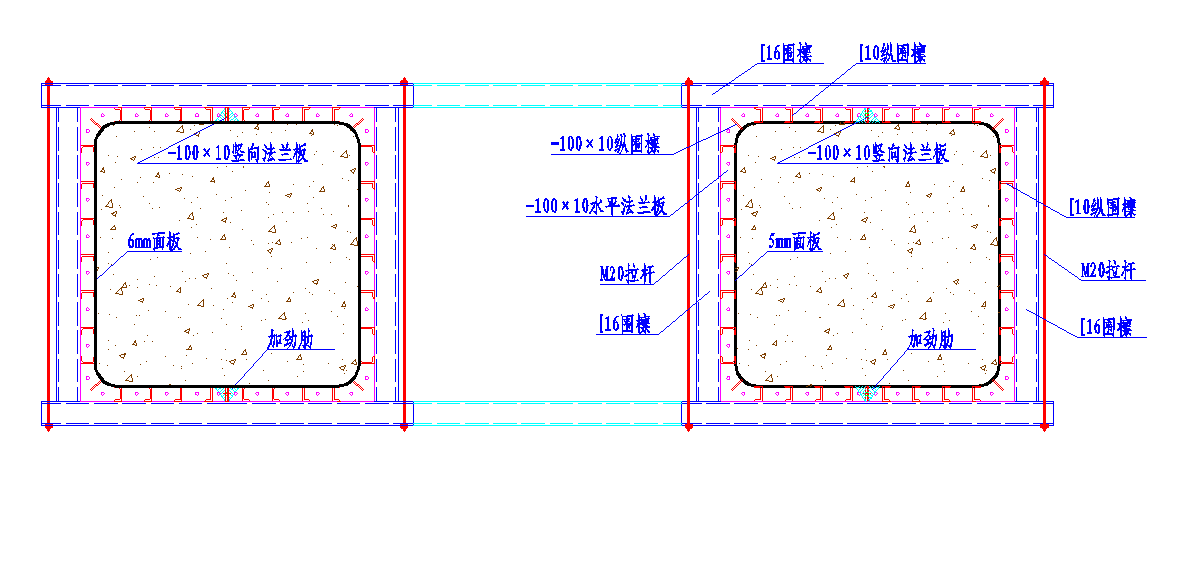 [16围檩
[10纵围檩
-100×10纵围檩
-100×10竖向法兰板
-100×10竖向法兰板
-100×10水平法兰板
[10纵围檩
6mm面板
5mm面板
M20拉杆
M20拉杆
[16围檩
[16围檩
加劲肋
加劲肋